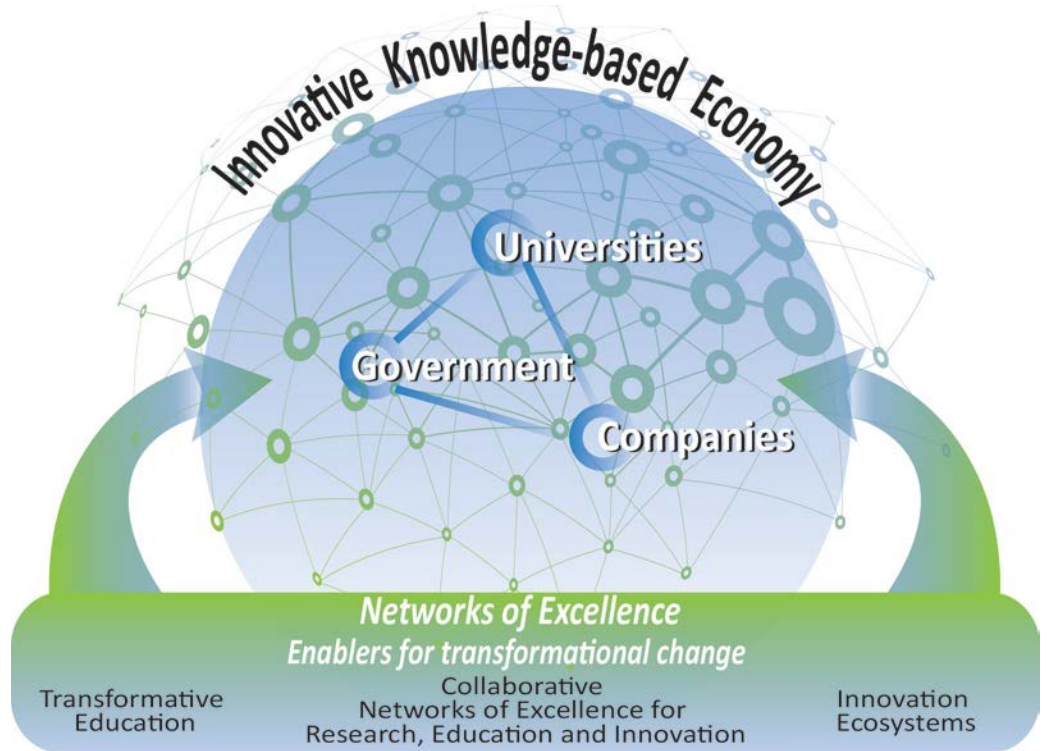 Innovative Knowledge-based Economy
Universities
Government
Companies
Networks of Excellence
Enablers for transformational change
Transformative
Education
Collaborative
Networks of Excellence for
Research, Education and Innovation
Innovation
Ecosystems